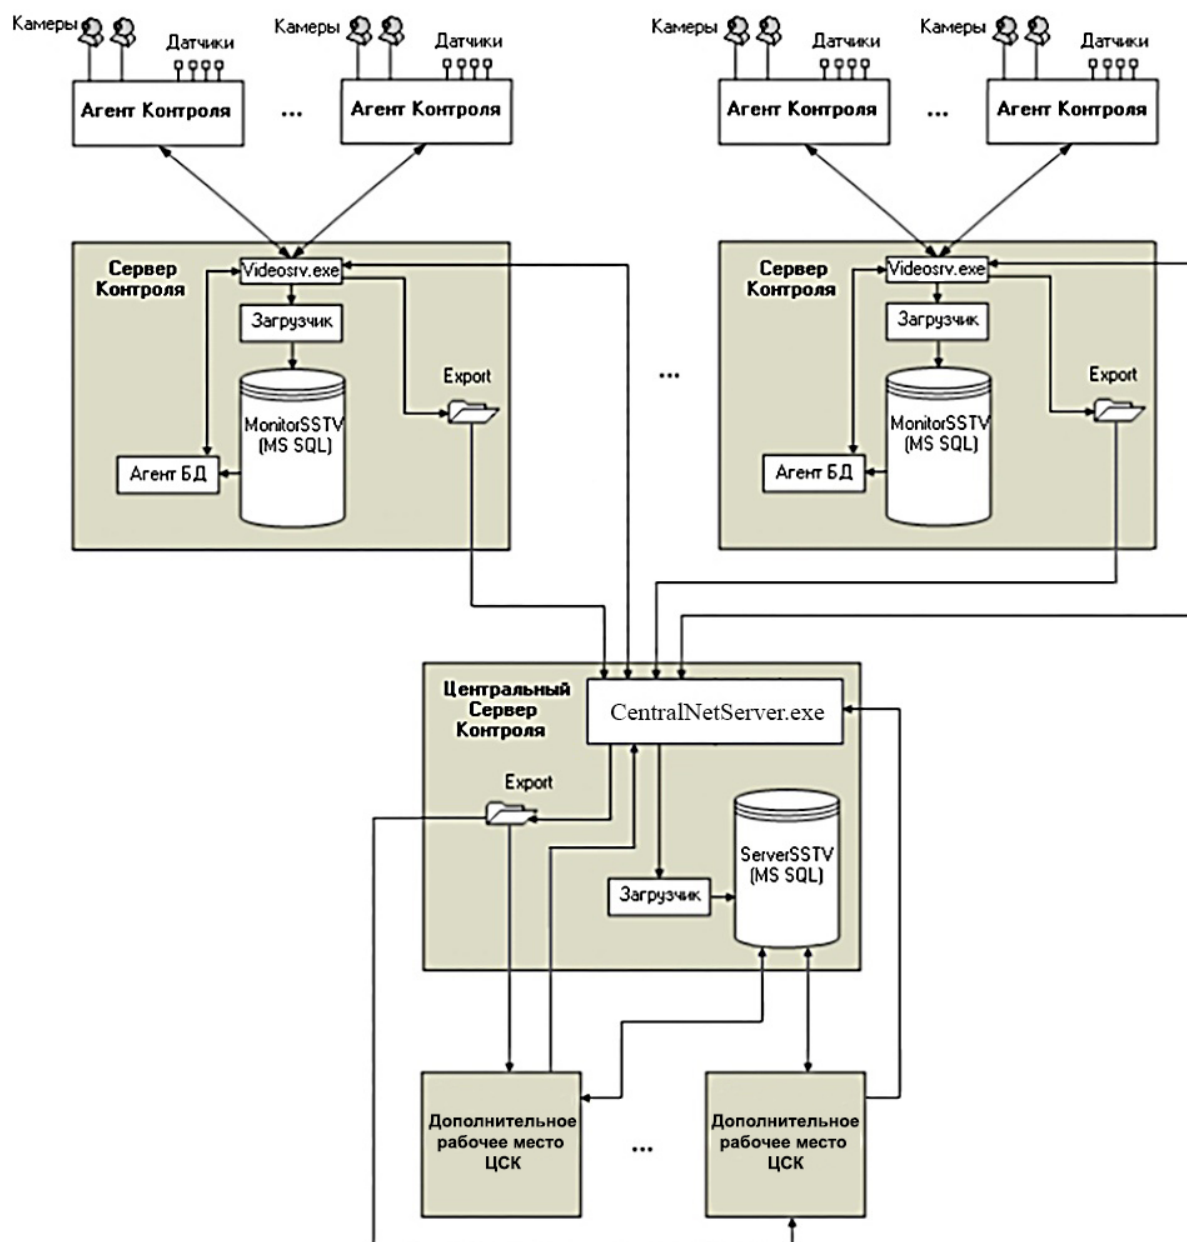 Камеры
Датчики
Агент Контроля
...
Камеры
Датчики
Агент Контроля
Камеры
Датчики
Агент Контроля
...
Камеры
Датчики
Агент Контроля
Сервер
Контроля
Videosrv.exe
Загрузчик
Export
MonitorSSTV
(MS SQL)
Агент БД
...
Сервер
Контроля
Videosrv.exe
Загрузчик
Export
MonitorSSTV
(MS SQL)
Агент БД
Центральный
Сервер
Контроля
CentralNetServer.exe
Export
ServerSSTV
(MS SQL)
Загрузчик
Дополнительное
рабочее место
ЦСК
...
Дополнительное
рабочее место
ЦСК